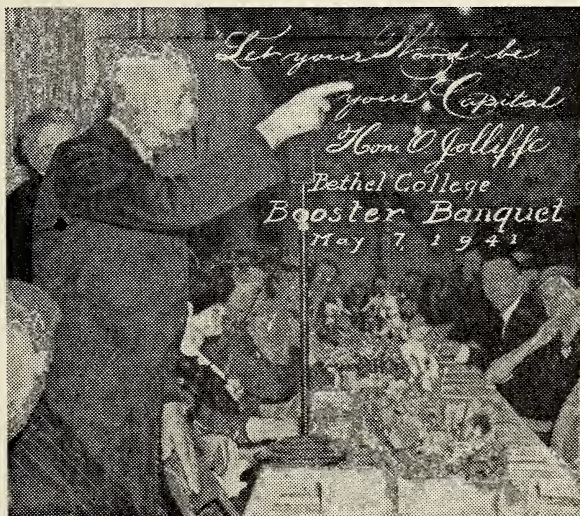 "Let your Word be
your Capital
Hon. O Jolliffe
Bethel College
Booster Banquet
May 7, 1941